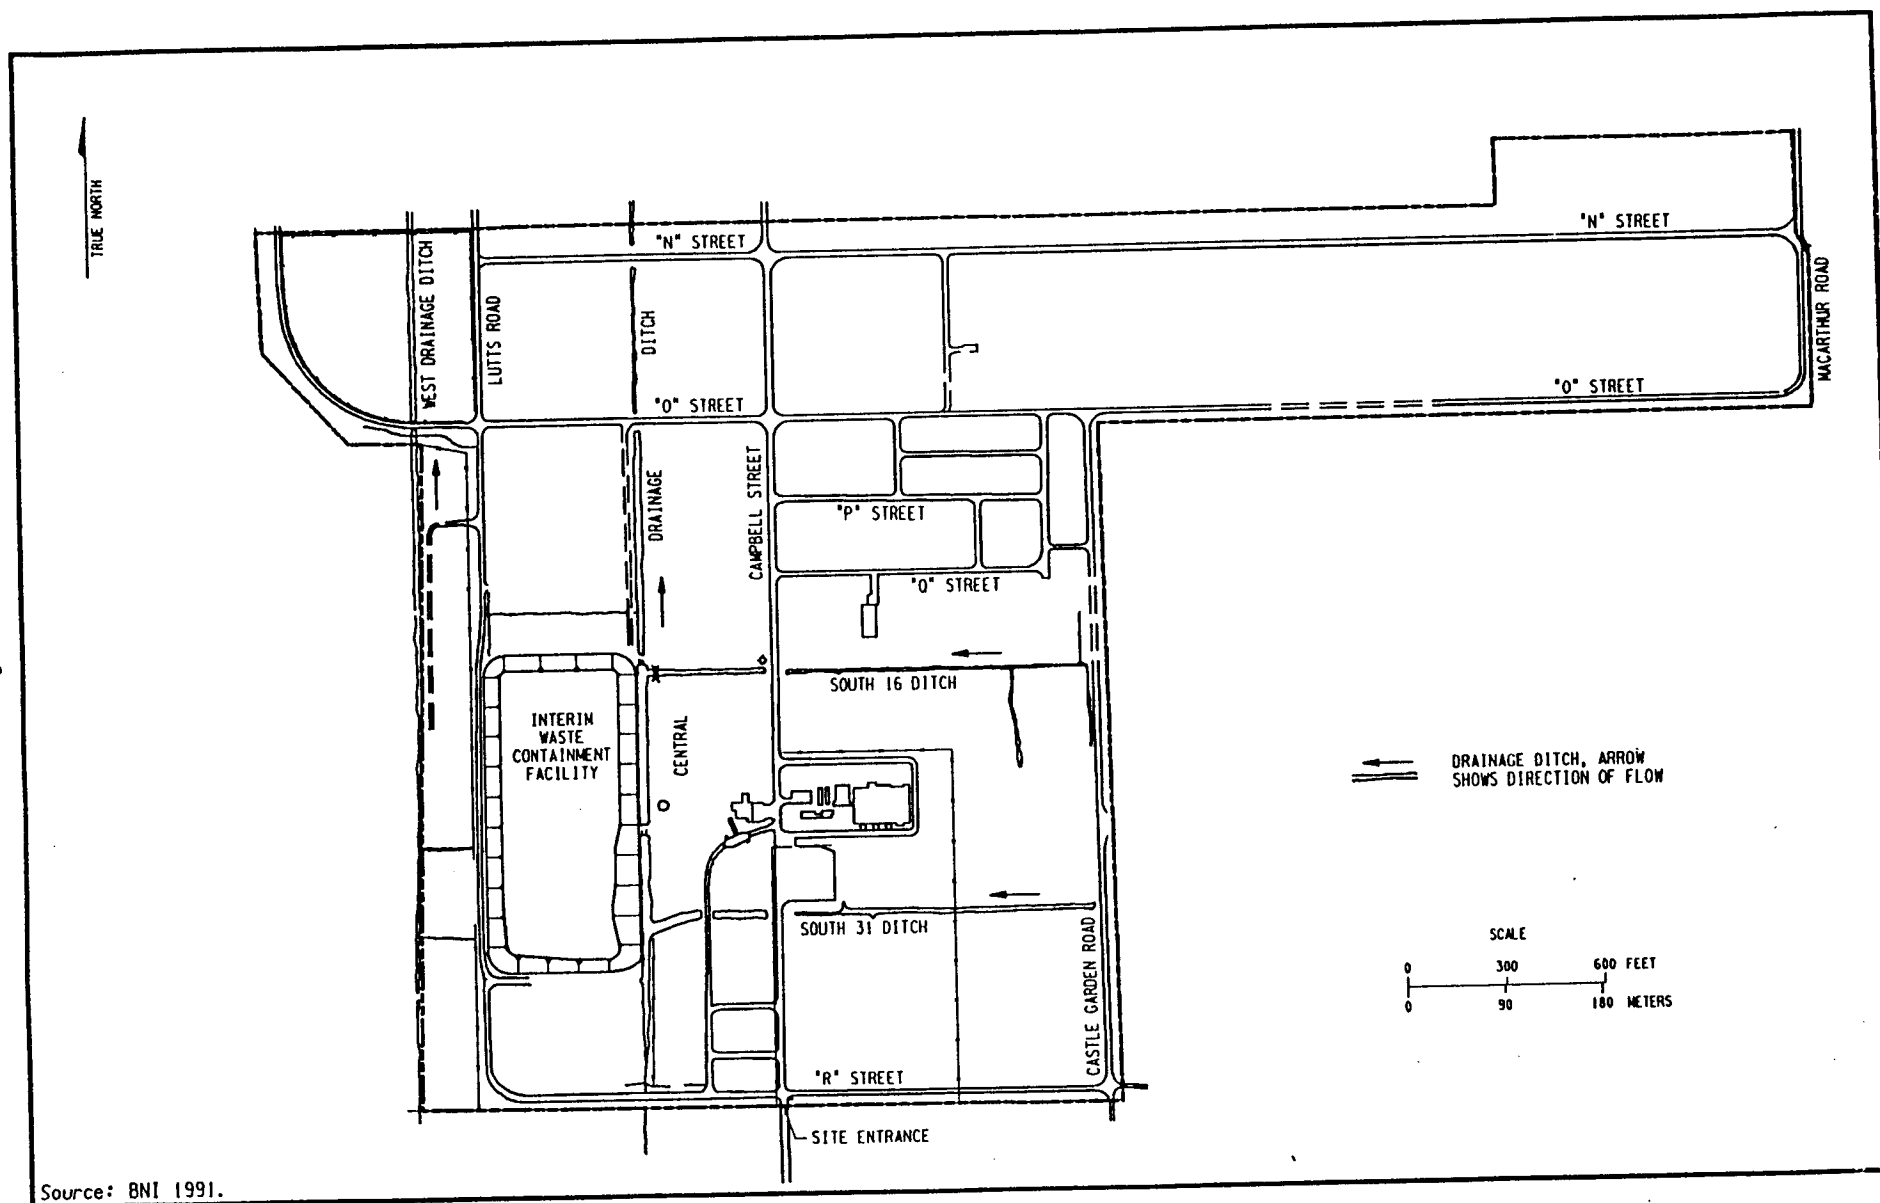 TRUE NORTH
"N" STREET
"N" STREET
WEST DRAINAGE DITCH
LUTTS ROAD
DITCH
MACARTHUR ROAD
"O" STREET
"O" STREET
DRAINAGE
CAMPBELL STREET
"P" STREET
"Q" STREET
SOUTH 16 DITCH
INTERIM
WASTE
CONTAINMENT
FACILITY
CENTRAL
DRAINAGE DITCH, ARROW
SHOWS DIRECTION OF FLOW
SOUTH 31 DITCH
CASTLE GARDEN ROAD
SCALE
0 300 600 FEET
0 90 180 METERS
"R" STREET
SITE ENTRANCE
Source: BNI 1991.